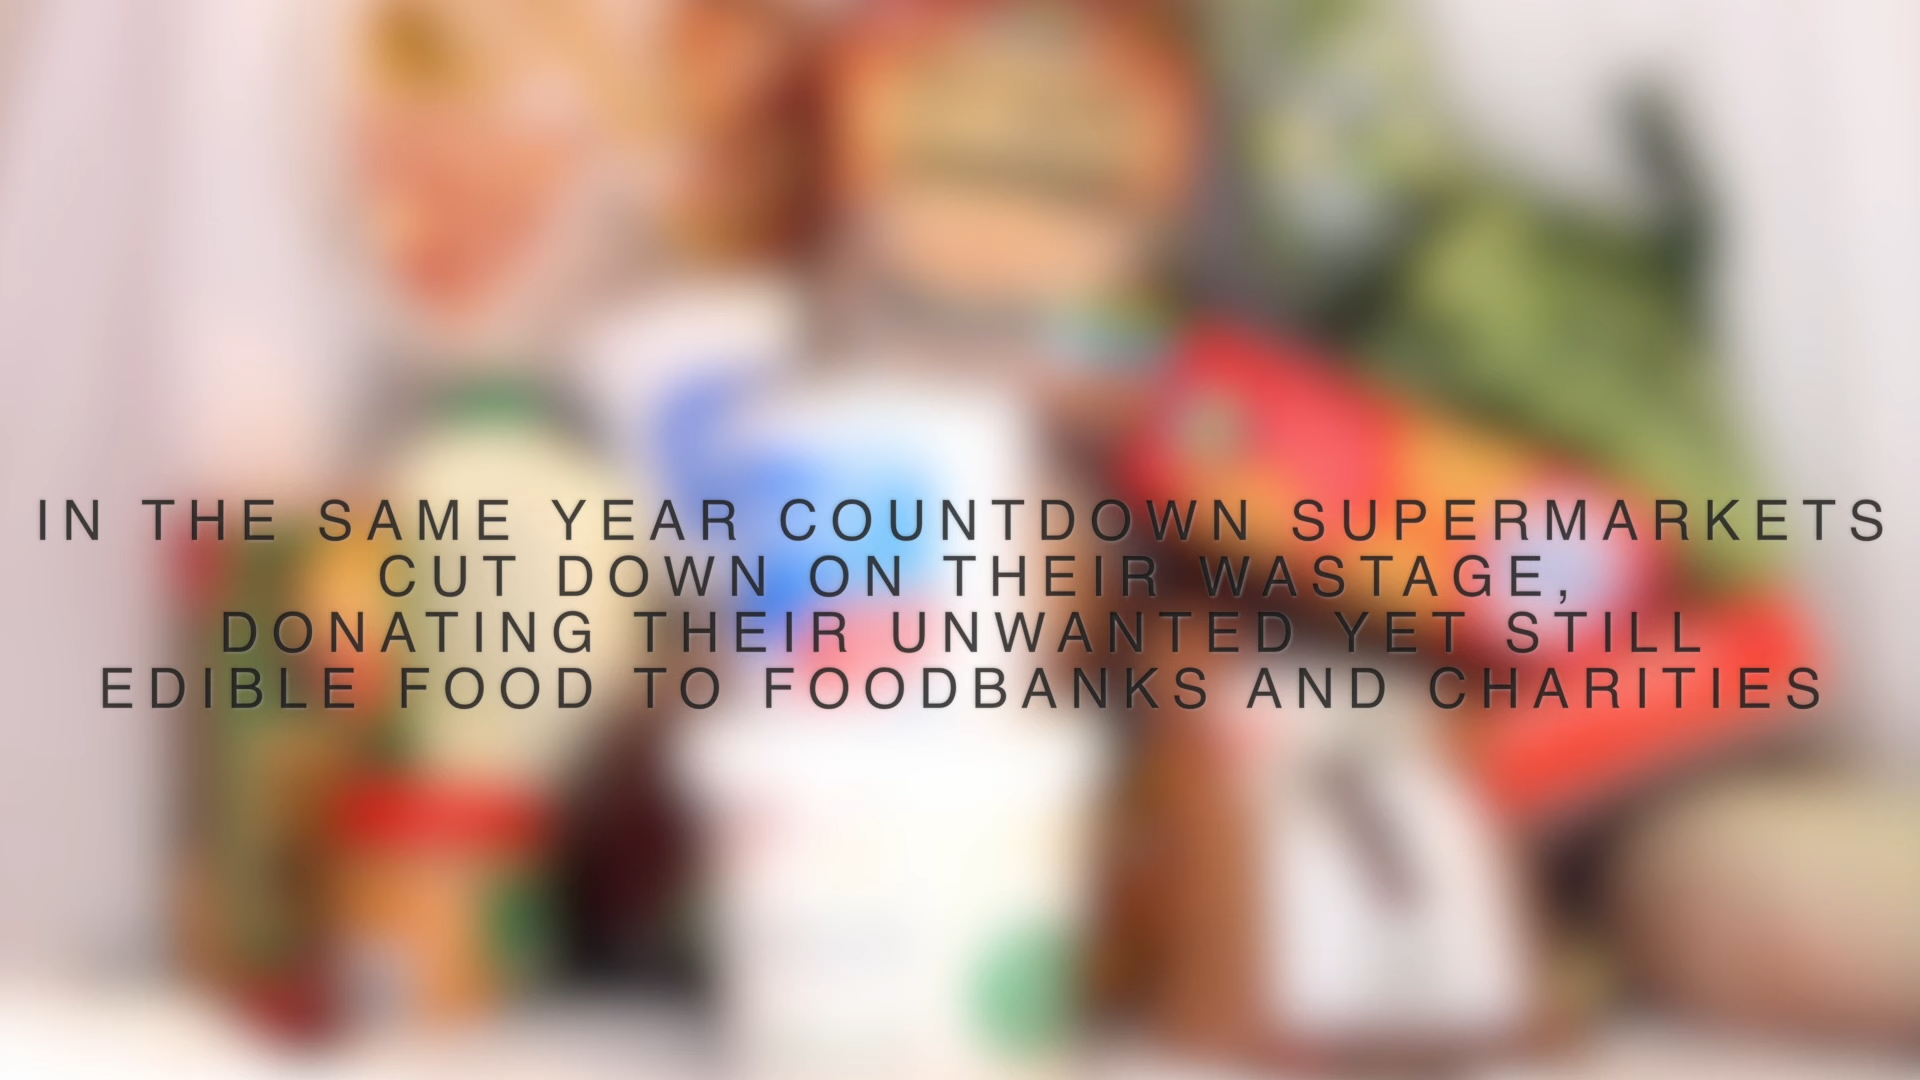 IN THE SAME YEAR COUNTDOWN SUPERMARKETS
CUT DOWN ON THEIR WASTAGE,
DONATING THEIR UNWANTED YET STILL
EDIBLE FOOD TO FOODBANKS AND CHARITIES